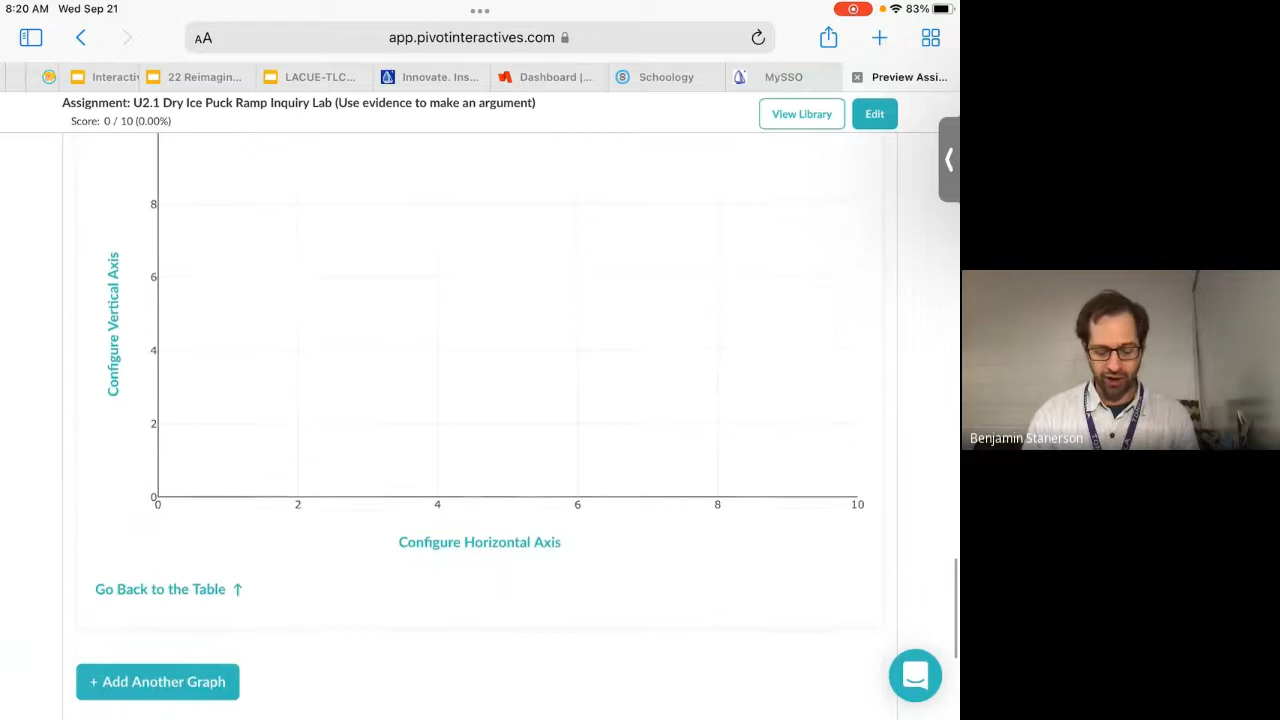 8:20 AM Wed Sep 21
83%
AA
app.pivotinteractives.com
Interacti
22 Reimagin...
LACUE-TLC...
Innovate. Ins...
Dashboard |...
Schoology
MySSO
Preview Assi...
Assignment: U2.1 Dry Ice Puck Ramp Inquiry Lab (Use evidence to make an argument)
Score: 0 / 10 (0.00%)
View Library
Edit
8
6
4
2
0
Configure Vertical Axis
0 2 4 6 8 10
Configure Horizontal Axis
Go Back to the Table ↑
+ Add Another Graph
Benjamin Stanerson